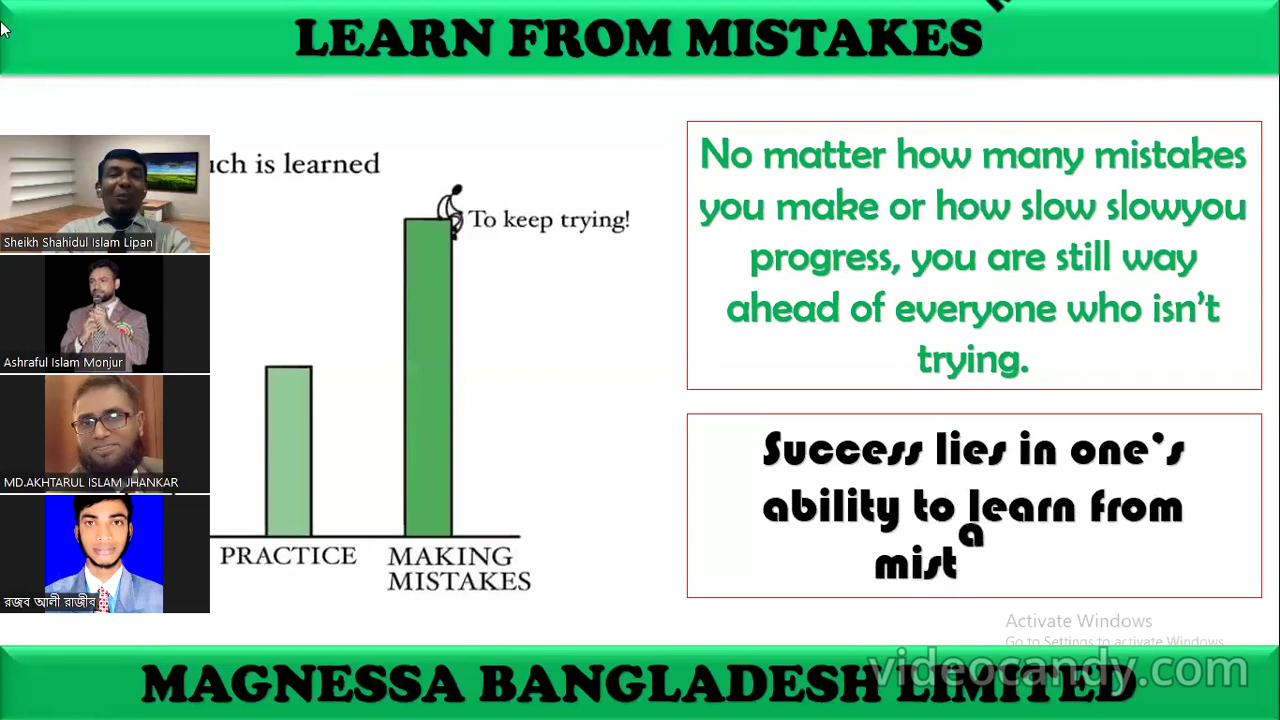 LEARN FROM MISTAKES
uch is learned
To keep trying!
PRACTICE
MAKING
MISTAKES
No matter how many mistakes
you make or how slow slowyou
progress, you are still way
ahead of everyone who isn't
trying.
Success lies in one's
ability to learn from
mista
Sheikh Shahidul Islam Lipan
Ashraful Islam Monjur
MD.AKHTARUL ISLAM JHANKAR
রজব আলী রাজীব
Activate Windows
Go to Settings to activate Windows.
MAGNESSA BANGLADESH LIMITED
videocandy.com